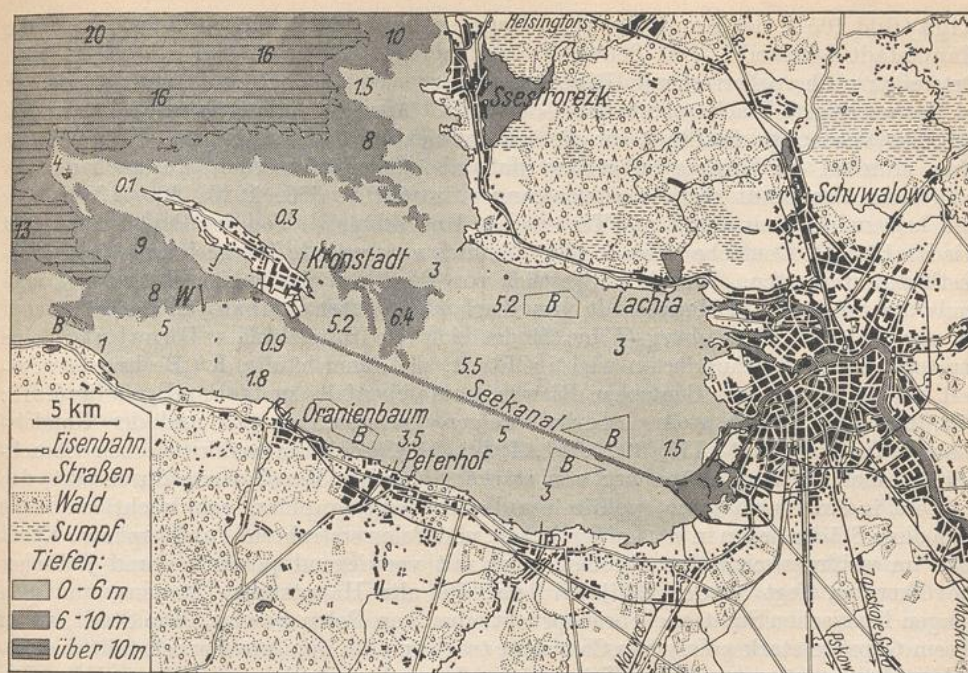 Helsingfors
20
10
16
1.5
Ssestrorezk
16
8
4
Schuwalowo
0.1
0.3
13
9
Kronstadt
3
8
W
6.4
5.2
B
Lachta
B
5
5.2
1
0.9
3
5.5
1.8
Seekanal
Oranienbaum
B
3.5
5
B
1.5
Peterhof
B
3
5 km
Eisenbahn.
Straßen
Wald
Sumpf
Tiefen:
0-6 m
6-10 m
über 10 m
Narwa
Pskow
Zarskoje Selo
Moskau